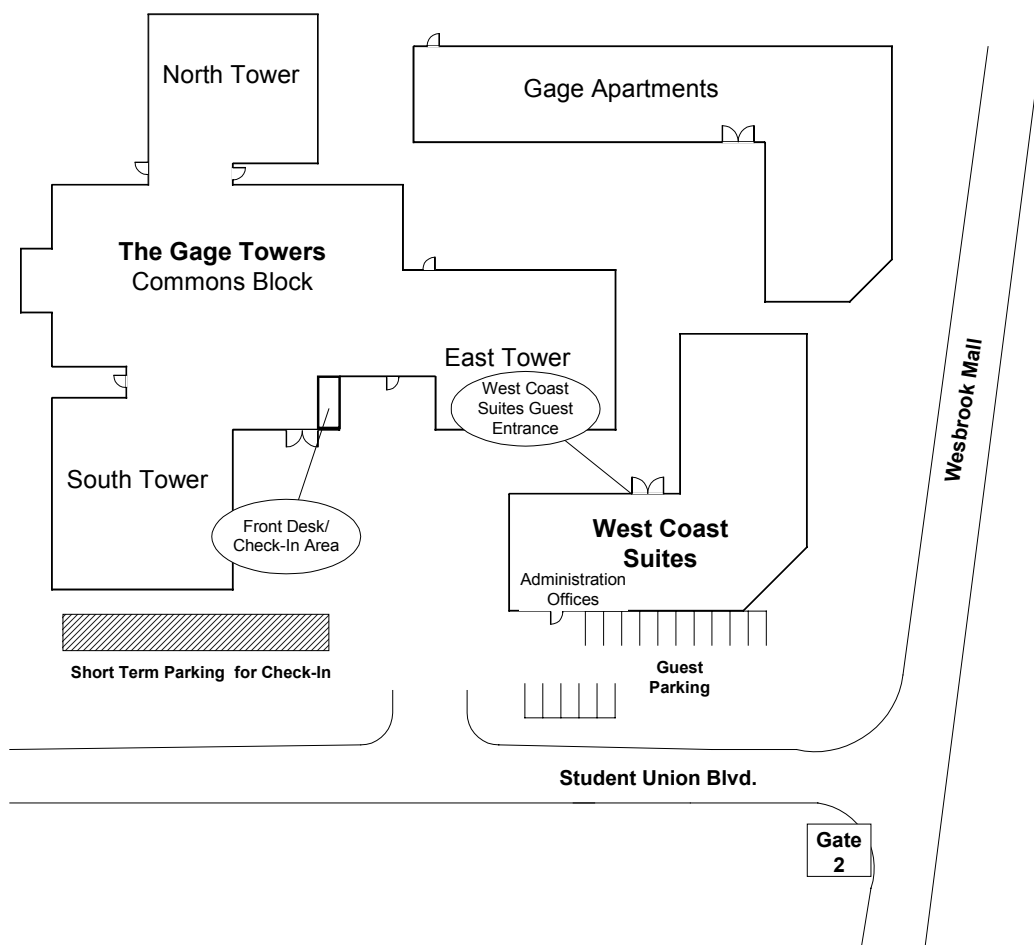 North Tower
Gage Apartments
The Gage Towers
Commons Block
East Tower
West Coast
Suites Guest
Entrance
Wesbrook Mall
South Tower
Front Desk/
Check-In Area
West Coast
Suites
Administration
Offices
Short Term Parking for Check-In
Guest
Parking
Student Union Blvd.
Gate
2